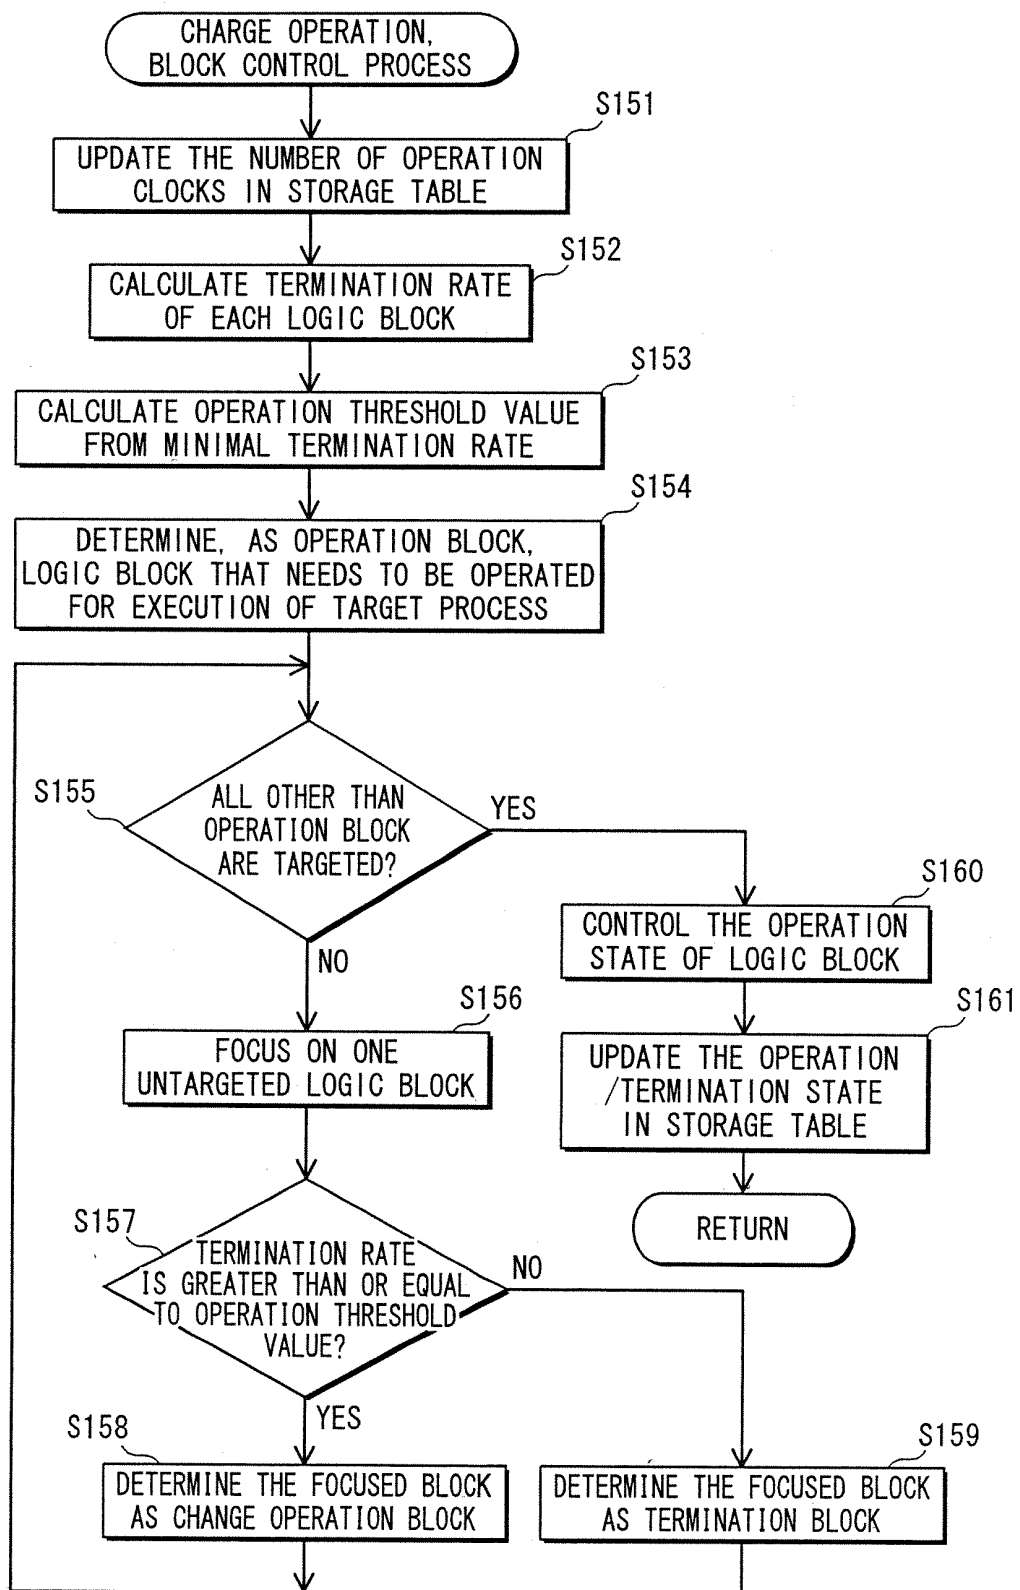 CHARGE OPERATION,
BLOCK CONTROL PROCESS
S151
UPDATE THE NUMBER OF OPERATION
CLOCKS IN STORAGE TABLE
S152
CALCULATE TERMINATION RATE
OF EACH LOGIC BLOCK
S153
CALCULATE OPERATION THRESHOLD VALUE
FROM MINIMAL TERMINATION RATE
S154
DETERMINE, AS OPERATION BLOCK,
LOGIC BLOCK THAT NEEDS TO BE OPERATED
FOR EXECUTION OF TARGET PROCESS
S155
ALL OTHER THAN
OPERATION BLOCK
ARE TARGETED?
YES
NO
S160
CONTROL THE OPERATION
STATE OF LOGIC BLOCK
S156
FOCUS ON ONE
UNTARGETED LOGIC BLOCK
S161
UPDATE THE OPERATION
/TERMINATION STATE
IN STORAGE TABLE
RETURN
S157
TERMINATION RATE
IS GREATER THAN OR EQUAL
TO OPERATION THRESHOLD
VALUE?
NO
YES
S158
DETERMINE THE FOCUSED BLOCK
AS CHANGE OPERATION BLOCK
S159
DETERMINE THE FOCUSED BLOCK
AS TERMINATION BLOCK